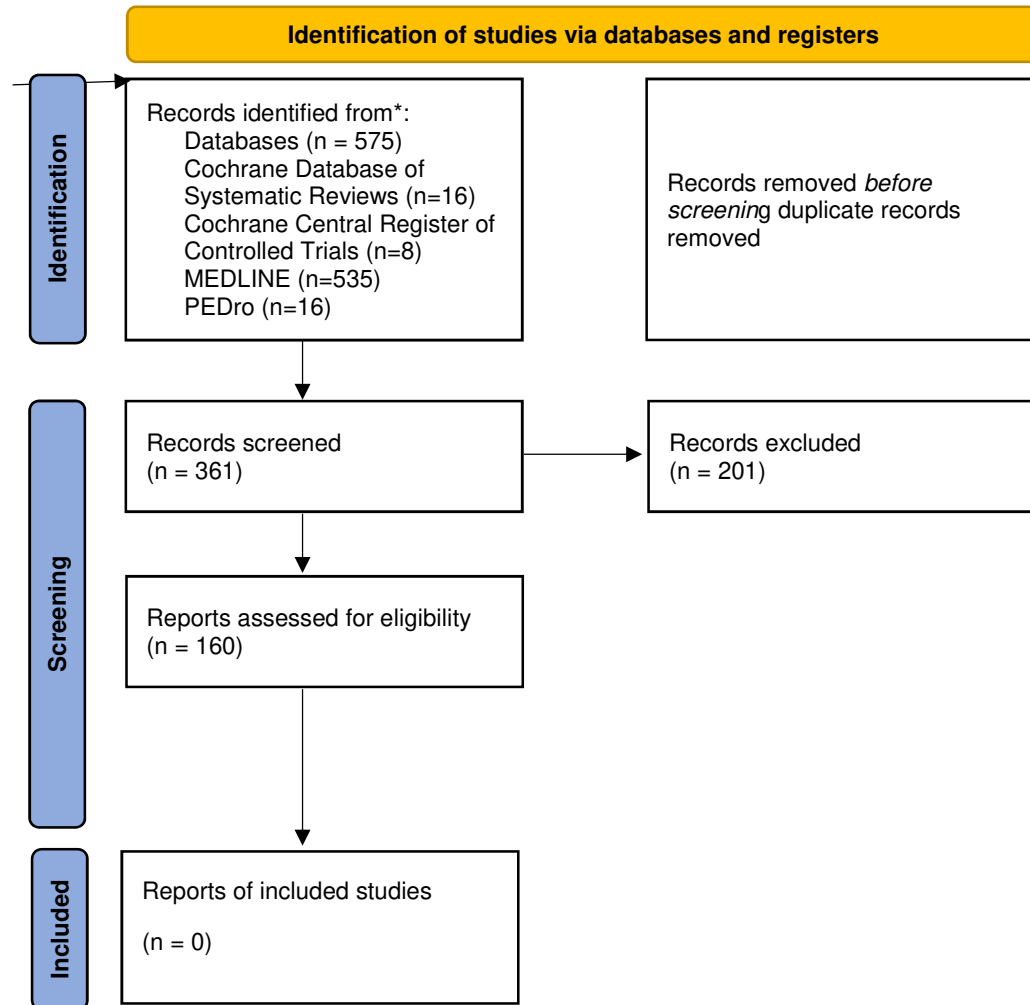 Identification of studies via databases and registers
Identification
Records identified from*:
Databases (n = 575)
Cochrane Database of
Systematic Reviews (n=16)
Cochrane Central Register of
Controlled Trials (n=8)
MEDLINE (n=535)
PEDro (n=16)
Records removed before
screening duplicate records
removed
Screening
Records screened
(n = 361)
Records excluded
(n = 201)
Reports assessed for eligibility
(n = 160)
Included
Reports of included studies
(n = 0)